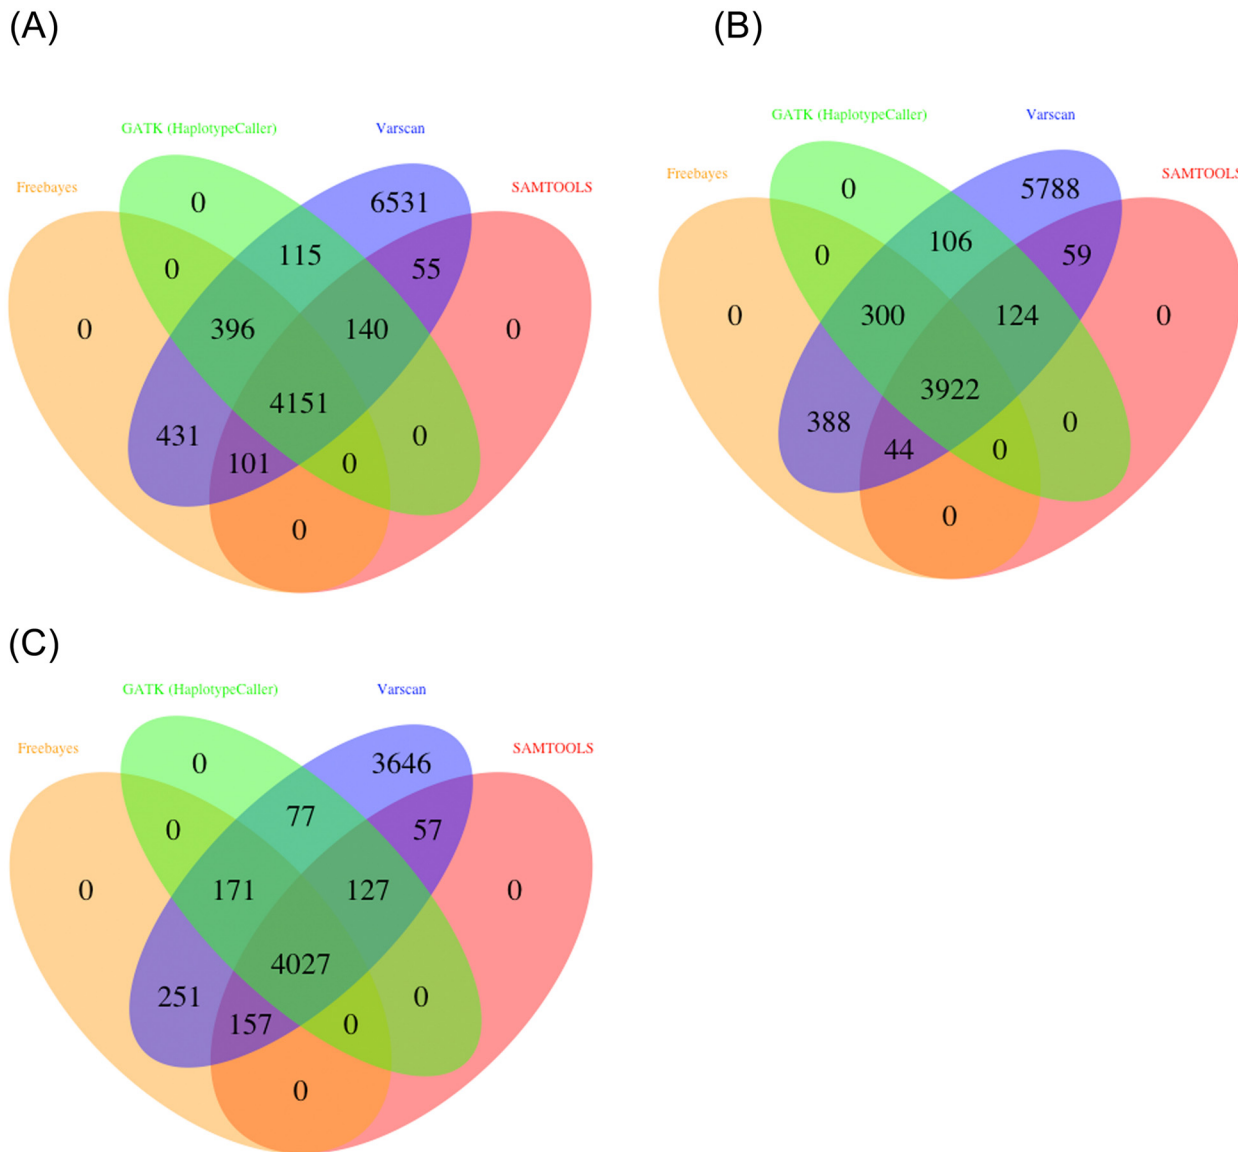 (A)
GATK (HaplotypeCaller) Varscan
Freebayes SAMTOOLS
0 6531
0 115 55
0 396 140 0
4151
431 0
101 0
0
(B)
GATK (HaplotypeCaller) Varscan
Freebayes SAMTOOLS
0 5788
0 106 59
0 300 124 0
3922
388 0
44 0
0
(C)
GATK (HaplotypeCaller) Varscan
Freebayes SAMTOOLS
0 3646
0 77 57
0 171 127 0
4027
251 0
157 0
0